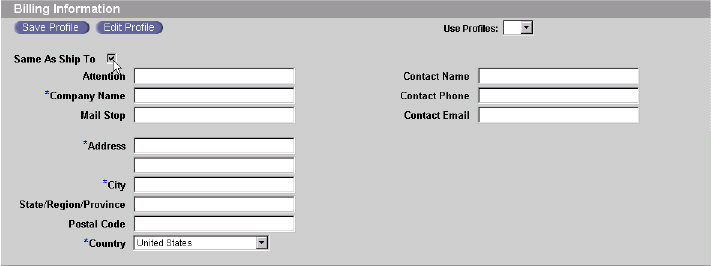 Billing Information
Save Profile Edit Profile Use Profiles:
Same As Ship To
Attention Contact Name
*Company Name Contact Phone
Mail Stop Contact Email
*Address
*City
State/Region/Province
Postal Code
*Country United States